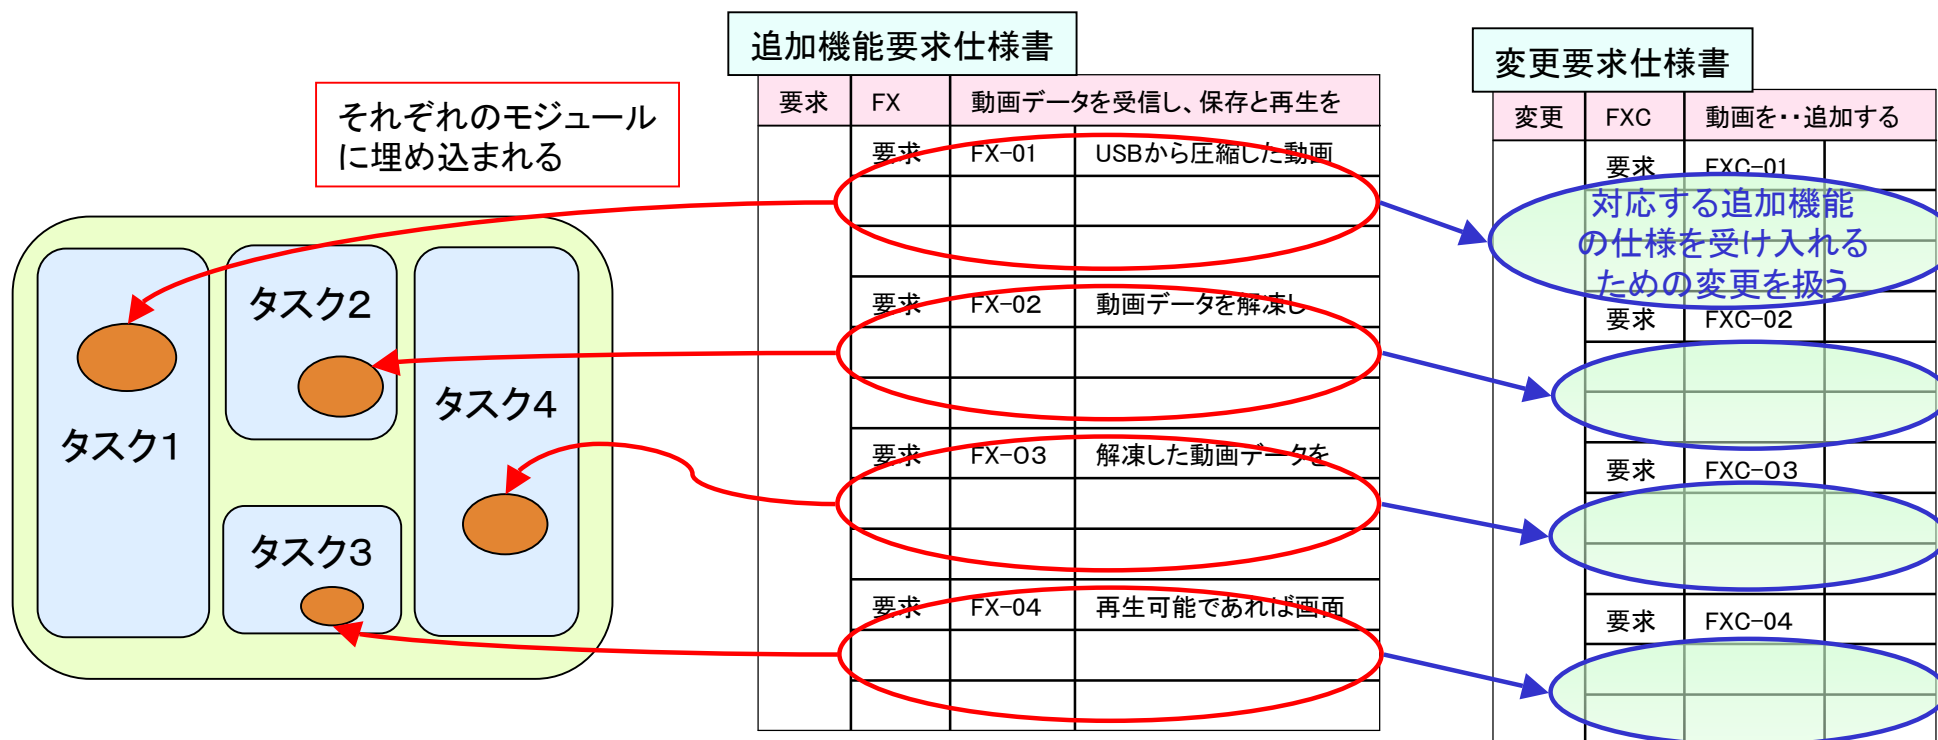 追加機能要求仕様書
変更要求仕様書
それぞれのモジュール
に埋め込まれる
タスク1
タスク2
タスク3
タスク4
要求 FX 動画データを受信し、保存と再生を
要求 FX-01 USBから圧縮した動画
要求 FX-02 動画データを解凍し
要求 FX-03 解凍した動画データを
要求 FX-04 再生可能であれば画面
変更 FXC 動画を・・追加する
要求 FXC-01
対応する追加機能
の仕様を受け入れる
ための変更を扱う
要求 FXC-02
要求 FXC-03
要求 FXC-04